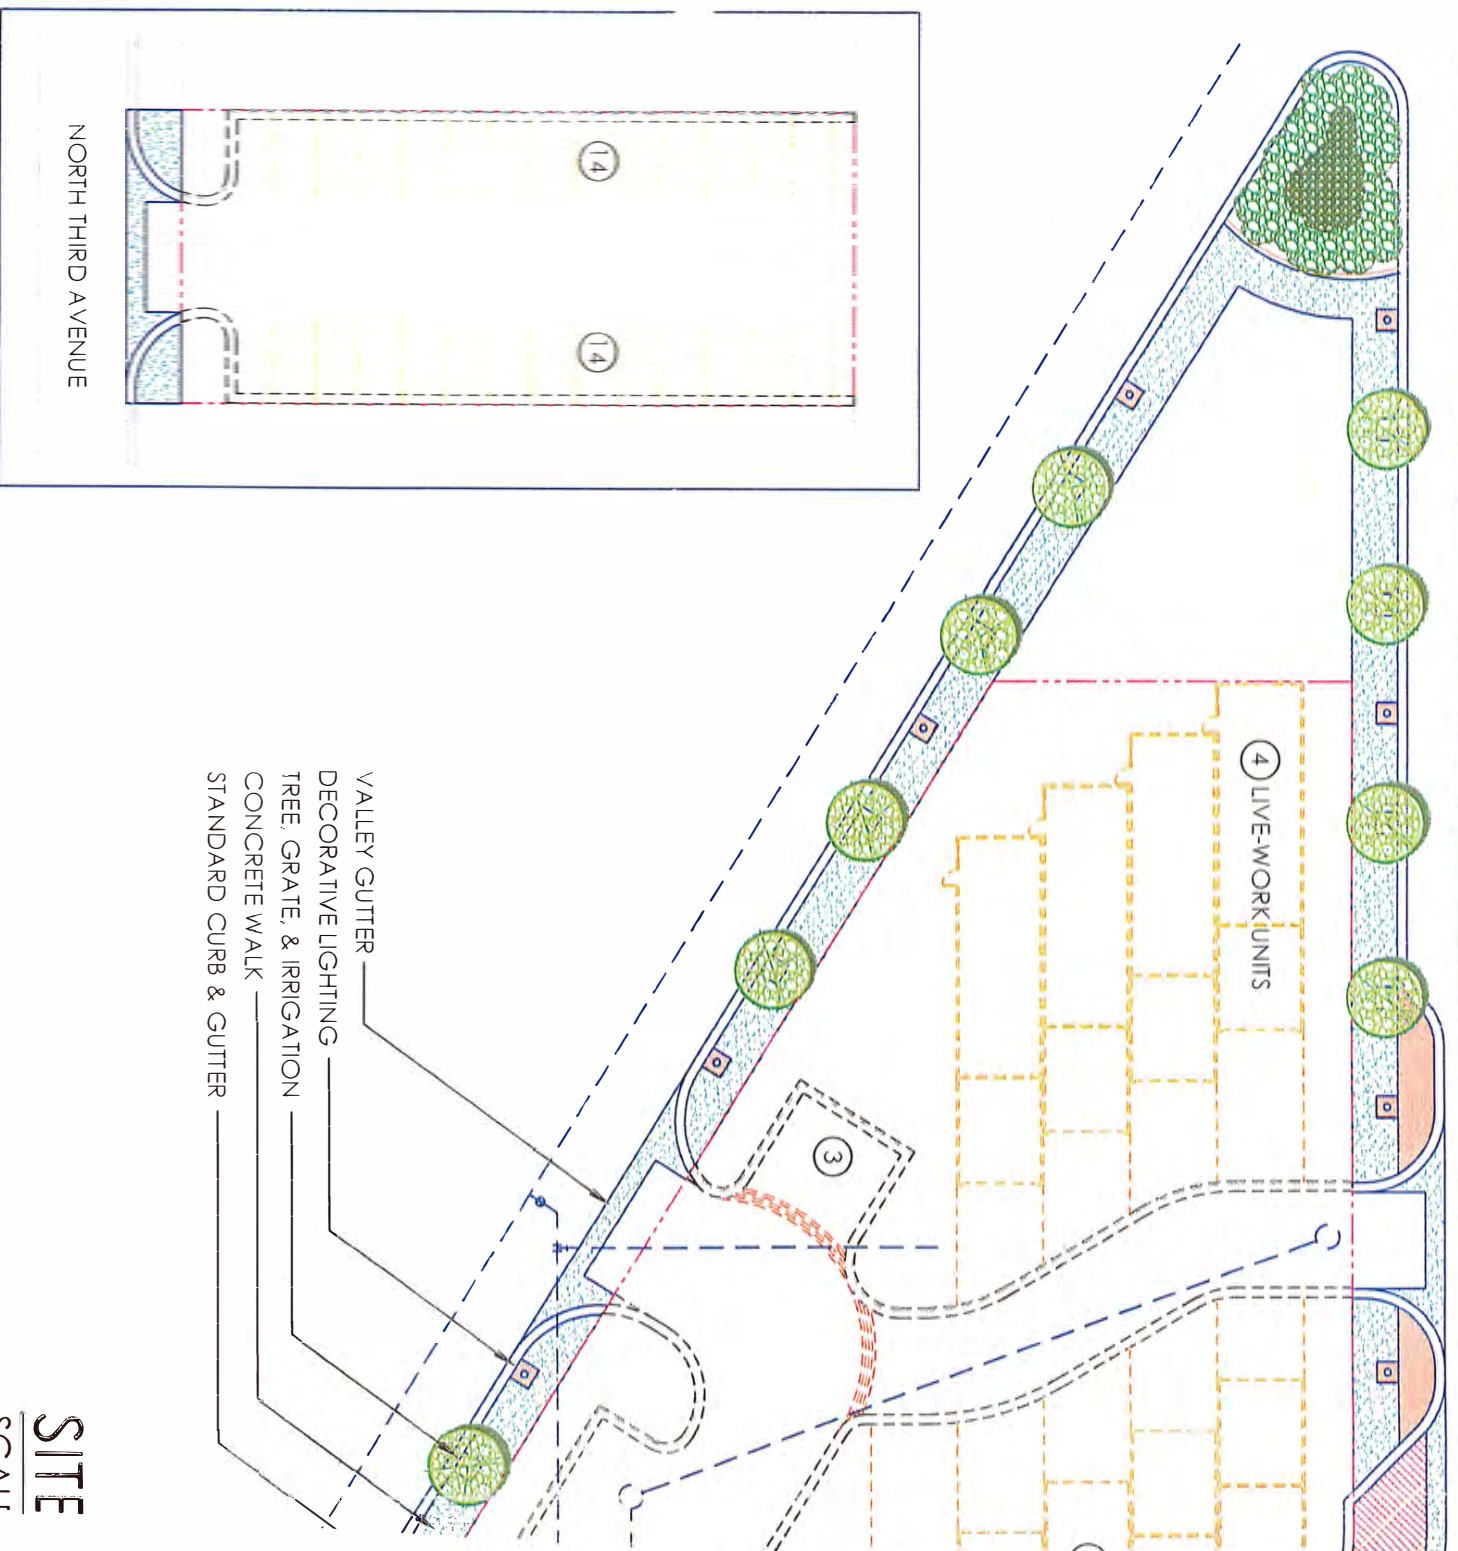 14
14
NORTH THIRD AVENUE
4 LIVE-WORK UNITS
3
VALLEY GUTTER
DECORATIVE LIGHTING
TREE, GRATE, & IRRIGATION
CONCRETE WALK
STANDARD CURB & GUTTER
SITE